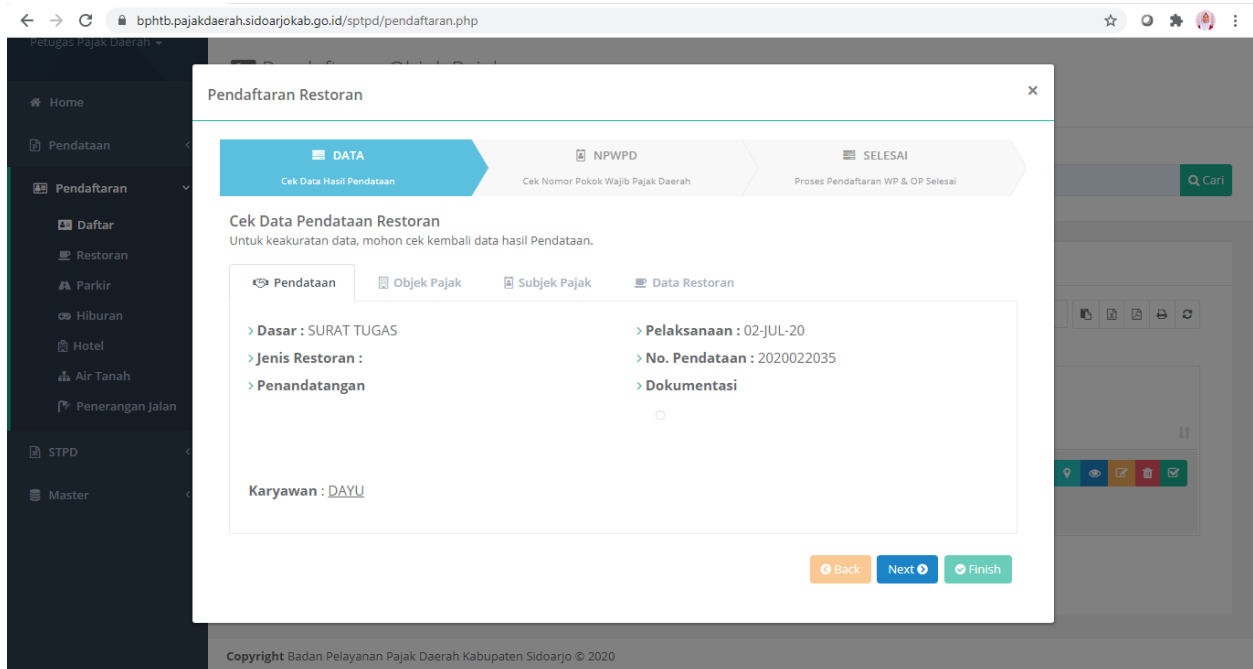 bphtb.pajakdaerah.sidoarjokab.go.id/sptpd/pendaftaran.php
Petugas Pajak Daerah
Home
Pendataan
Pendaftaran
Daftar
Restoran
Parkir
Hiburan
Hotel
Air Tanah
Penerangan Jalan
STPD
Master
Pendaftaran Restoran
×
DATA
Cek Data Hasil Pendataan
NPWPD
Cek Nomor Pokok Wajib Pajak Daerah
SELESAI
Proses Pendaftaran WP & OP Selesai
Cari
Cek Data Pendataan Restoran
Untuk keakuratan data, mohon cek kembali data hasil Pendataan.
Pendataan Objek Pajak Subjek Pajak Data Restoran
Dasar : SURAT TUGAS
Pelaksanaan : 02-JUL-20
Jenis Restoran :
No. Pendataan : 2020022035
Penandatangan
Dokumentasi
Karyawan : DAYU
Back Next Finish
Copyright Badan Pelayanan Pajak Daerah Kabupaten Sidoarjo © 2020